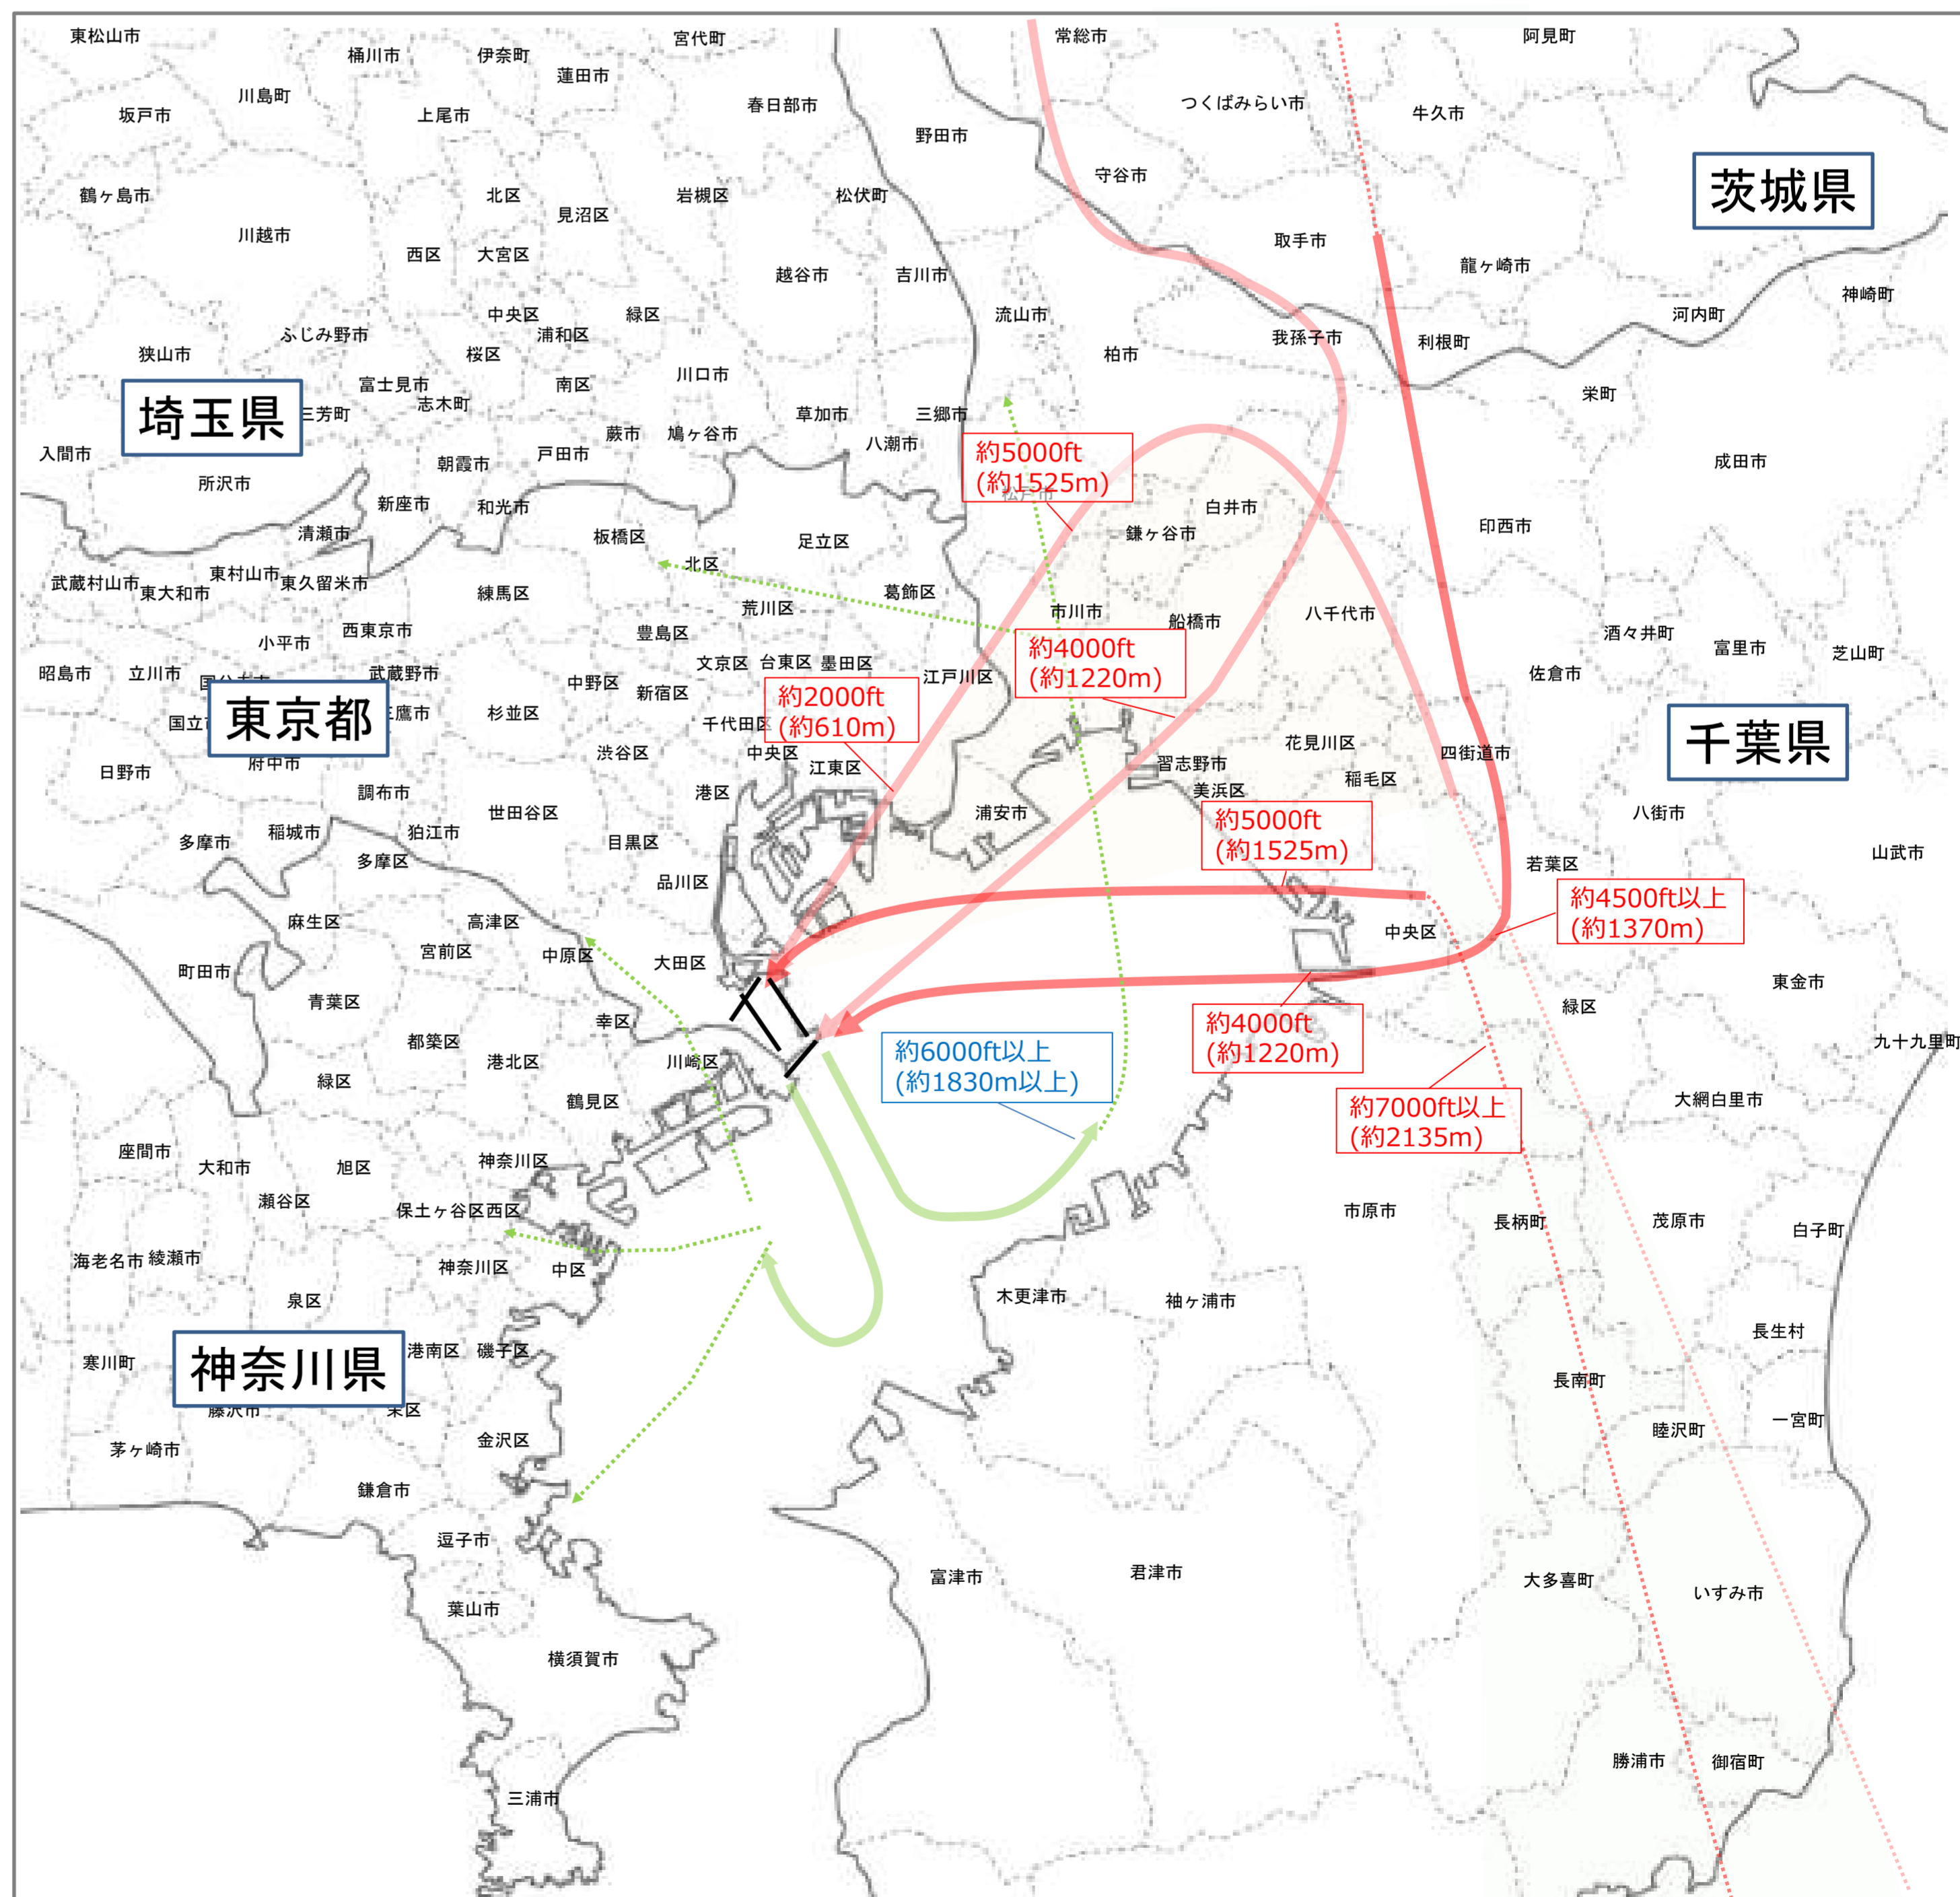 東松山市
桶川市
伊奈町
宮代町
常総市
阿見町
蓮田市
川島町
坂戸市
上尾市
春日部市
つくばみらい市
牛久市
野田市
茨城県
守谷市
鶴ヶ島市
北区
見沼区
岩槻区
松伏町
川越市
西区
大宮区
取手市
龍ヶ崎市
越谷市
吉川市
神崎町
中央区
緑区
流山市
河内町
ふじみ野市
浦和区
我孫子市
利根町
狭山市
桜区
柏市
川口市
富士見市
南区
栄町
志木町
埼玉県
三芳町
草加市
三郷市
蕨市
鳩ヶ谷市
八潮市
入間市
朝霞市
戸田市
約5000ft
(約1525m)
成田市
所沢市
松戸市
新座市
和光市
白井市
清瀬市
板橋区
足立区
鎌ヶ谷市
印西市
北区
東村山市
武蔵村山市
東大和市
東久留米市
練馬区
葛飾区
荒川区
市川市
船橋市
八千代市
小平市
西東京市
豊島区
酒々井町
富里市
芝山町
約4000ft
(約1220m)
昭島市
立川市
武蔵野市
中野区
新宿区
文京区
台東区
墨田区
江戸川区
佐倉市
約2000ft
(約610m)
東京都
杉並区
千代田区
千葉県
渋谷区
中央区
江東区
花見川区
四街道市
府中市
日野市
習志野市
稲毛区
美浜区
調布市
港区
世田谷区
浦安市
八街市
約5000ft
(約1525m)
多摩市
稲城市
狛江市
目黒区
多摩区
若葉区
山武市
品川区
約4500ft以上
(約1370m)
麻生区
高津区
宮前区
中原区
中央区
町田市
大田区
青葉区
東金市
緑区
幸区
約4000ft
(約1220m)
都築区
港北区
川崎区
九十九里町
約6000ft以上
(約1830m以上)
緑区
鶴見区
大網白里市
約7000ft以上
(約2135m)
座間市
大和市
旭区
神奈川区
瀬谷区
保土ヶ谷区西区
市原市
長柄町
茂原市
白子町
海老名市
綾瀬市
神奈川区
中区
泉区
木更津市
袖ヶ浦市
長生村
寒川町
神奈川県
港南区
磯子区
長南町
藤沢市
栄区
一宮町
睦沢町
茅ヶ崎市
金沢区
鎌倉市
逗子市
富津市
君津市
大多喜町
いすみ市
葉山市
横須賀市
勝浦市
御宿町
三浦市